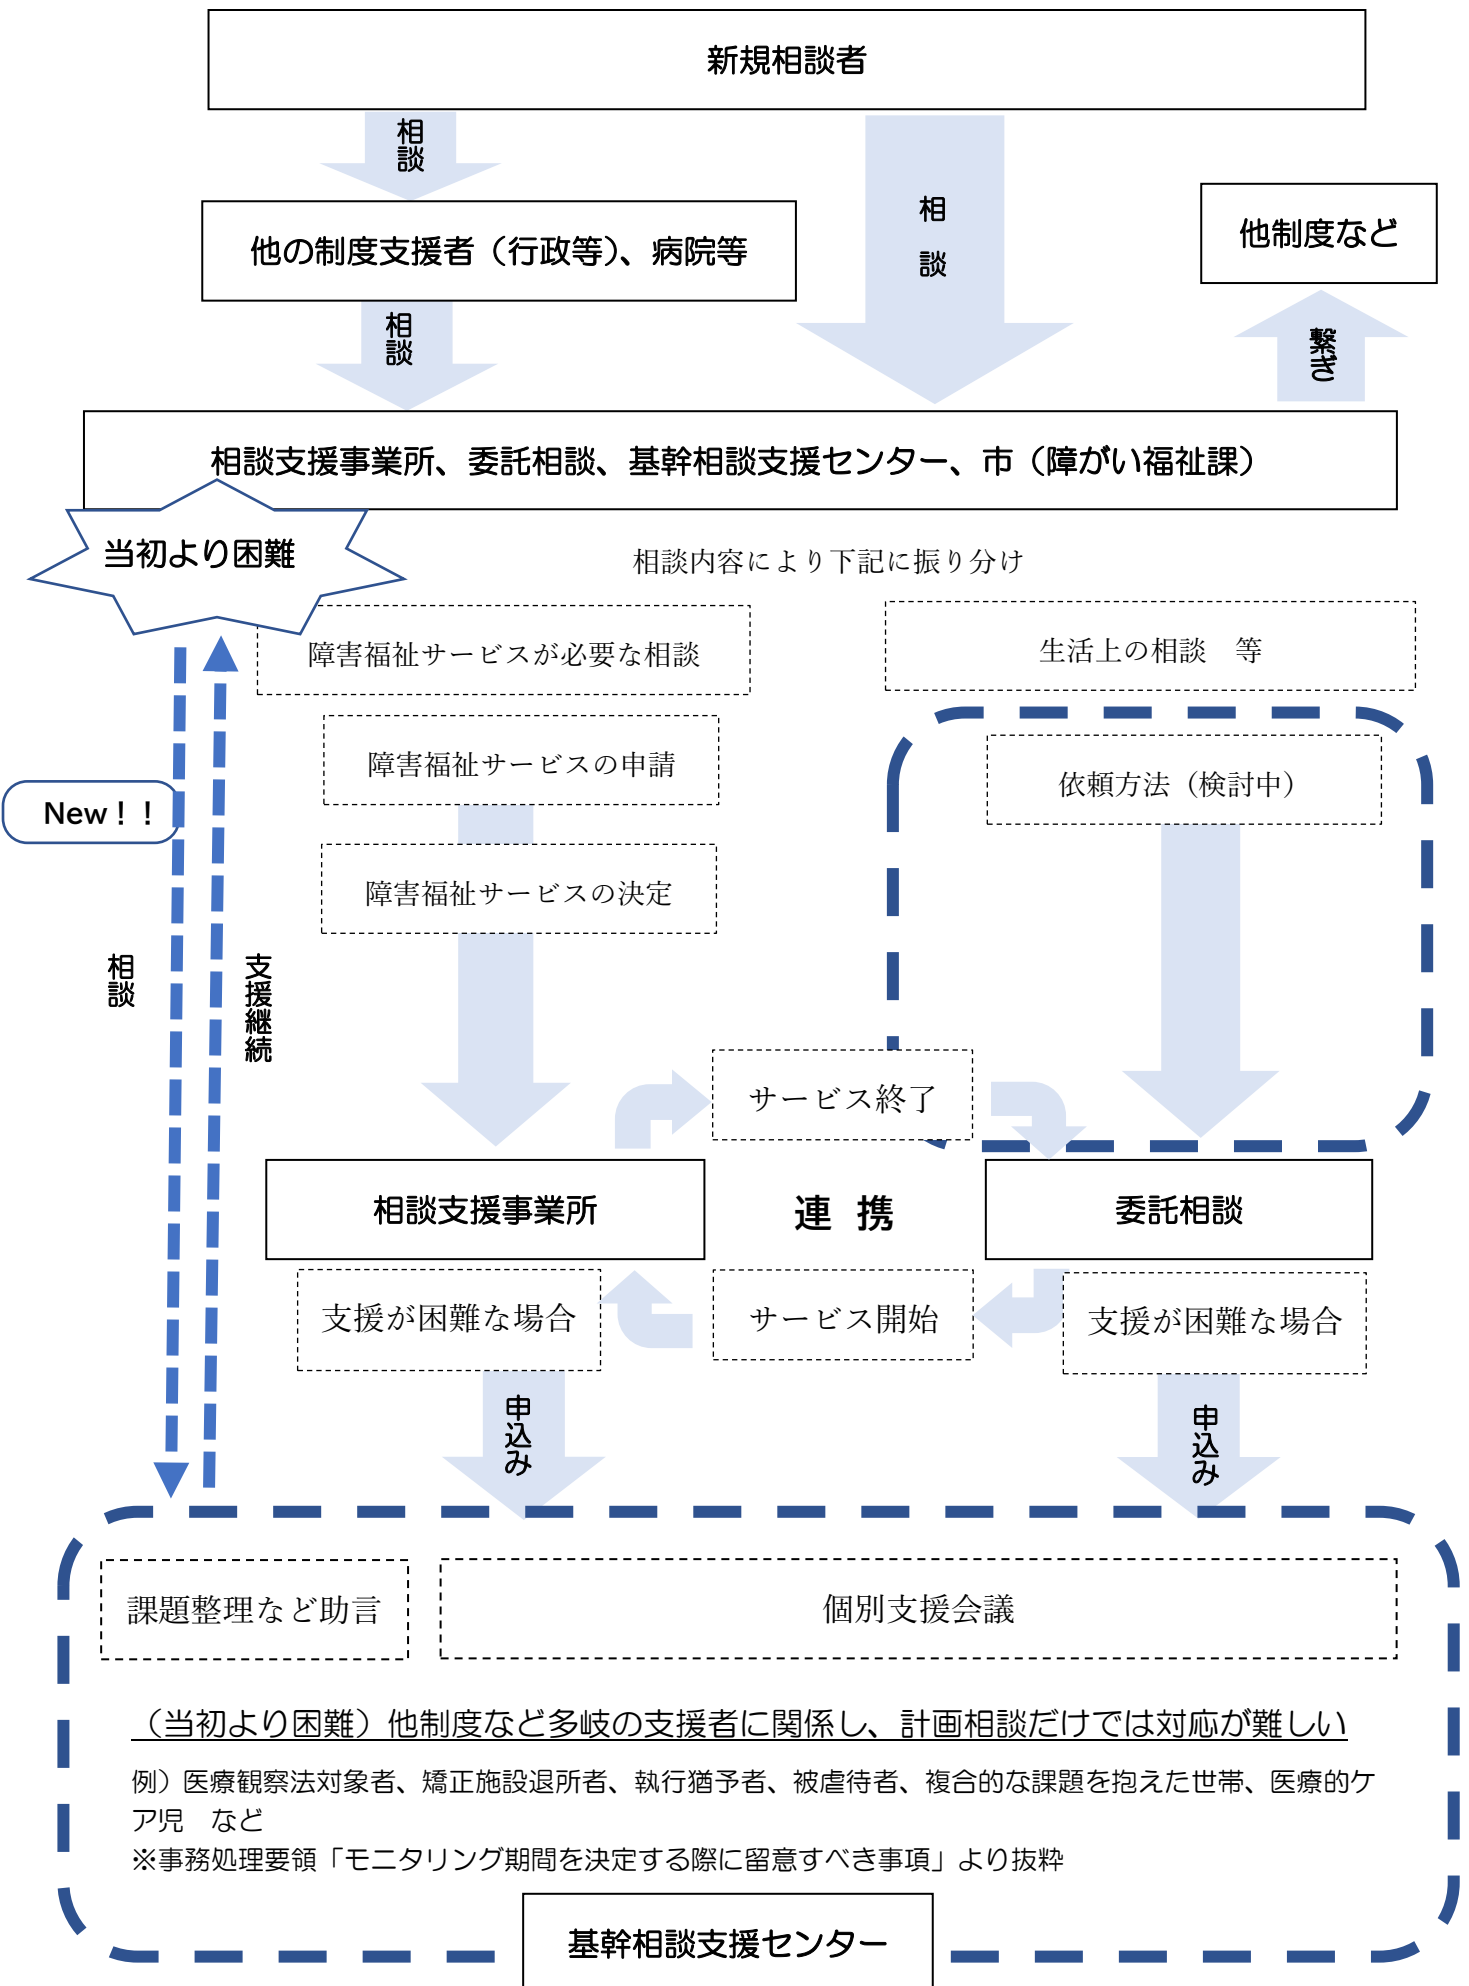 新規相談者
相談
相談
他の制度支援者（行政等）、病院等
他制度など
相談
繋ぎ
相談支援事業所、委託相談、基幹相談支援センター、市（障がい福祉課）
当初より困難
相談内容により下記に振り分け
障害福祉サービスが必要な相談
生活上の相談　等
障害福祉サービスの申請
依頼方法（検討中）
New！！
障害福祉サービスの決定
相談
支援継続
サービス終了
相談支援事業所
連 携
委託相談
支援が困難な場合
サービス開始
支援が困難な場合
申込み
申込み
課題整理など助言
個別支援会議
（当初より困難）他制度など多岐の支援者に関係し、計画相談だけでは対応が難しい
例）医療観察法対象者、矯正施設退所者、執行猶予者、被虐待者、複合的な課題を抱えた世帯、医療的ケ
ア児　など
※事務処理要領「モニタリング期間を決定する際に留意すべき事項」より抜粋
基幹相談支援センター